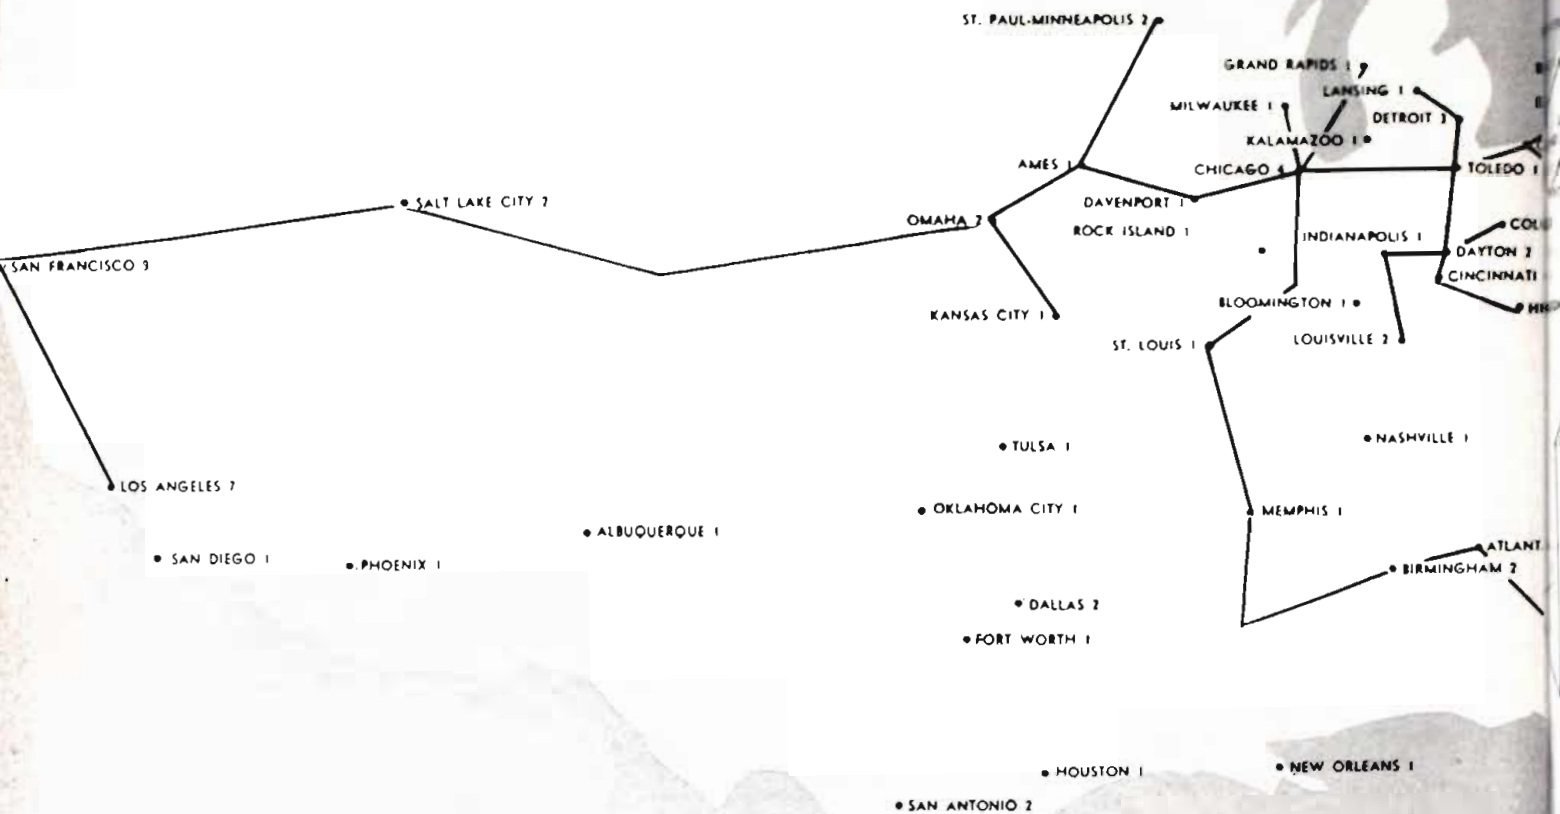 ST. PAUL-MINNEAPOLIS 2
GRAND RAPIDS 1
LANSING 1
MILWAUKEE 1
DETROIT 3
KALAMAZOO 1
AMES 1
CHICAGO 4
TOLEDO 1
SALT LAKE CITY 2
DAVENPORT 1
OMAHA 2
ROCK ISLAND 1
INDIANAPOLIS 1
DAYTON 2
SAN FRANCISCO 3
CINCINNATI
BLOOMINGTON 1
KANSAS CITY 1
ST. LOUIS 1
LOUISVILLE 2
NASHVILLE 1
TULSA 1
LOS ANGELES 7
OKLAHOMA CITY 1
MEMPHIS 1
ALBUQUERQUE 1
ATLANT
SAN DIEGO 1
PHOENIX 1
BIRMINGHAM 2
DALLAS 2
FORT WORTH 1
HOUSTON 1
NEW ORLEANS 1
SAN ANTONIO 2